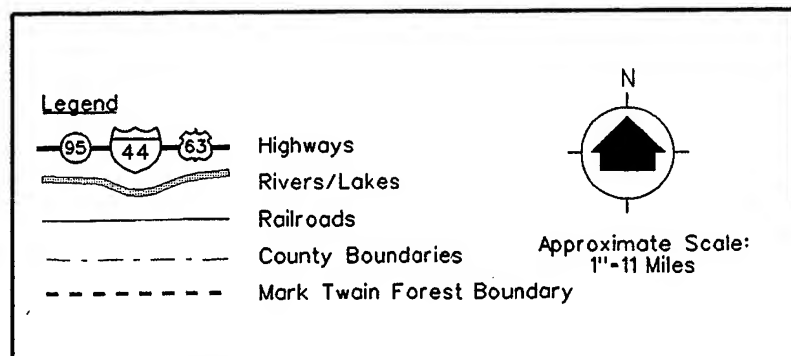 Legend
95 44 63 Highways
Rivers/Lakes
Railroads
County Boundaries
Mark Twain Forest Boundary
N
Approximate Scale:
1"-11 Miles